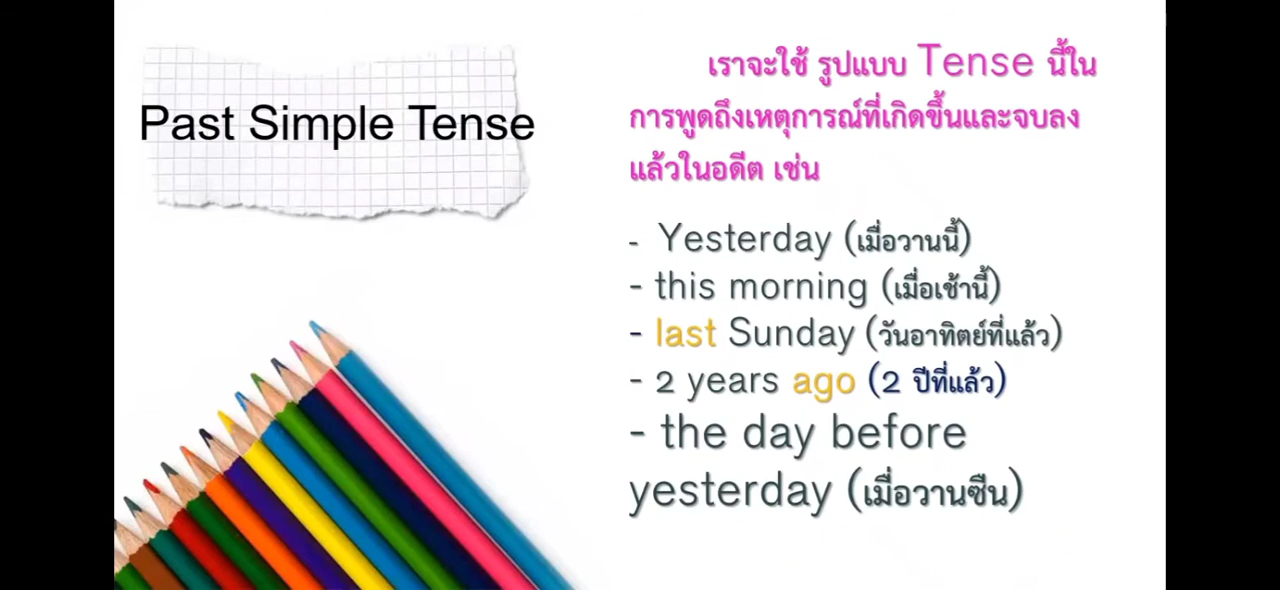 Past Simple Tense
เราจะใช้ รูปแบบ Tense นี้ใน
การพูดถึงเหตุการณ์ที่เกิดขึ้นและจบลง
แล้วในอดีต เช่น
- Yesterday (เมื่อวานนี้)
- this morning (เมื่อเช้านี้)
- last Sunday (วันอาทิตย์ที่แล้ว)
- 2 years ago (2 ปีที่แล้ว)
- the day before
yesterday (เมื่อวานซืน)